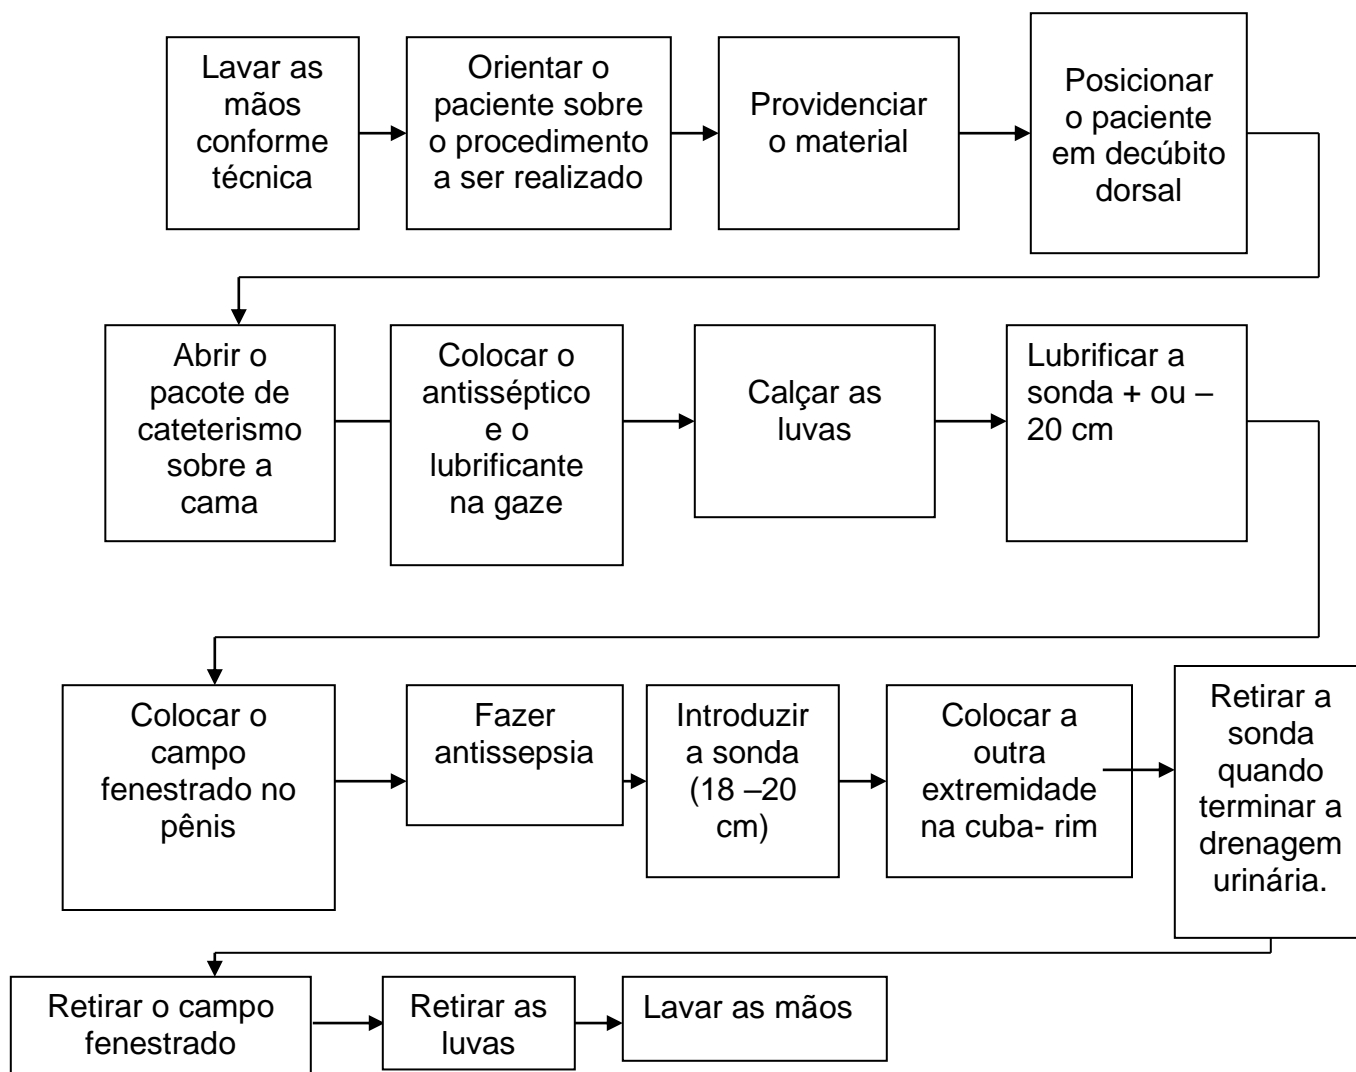 Lavar as
mãos
conforme
técnica
Orientar o
paciente sobre
o procedimento
a ser realizado
Providenciar
o material
Posicionar
o paciente
em decúbito
dorsal
Abrir o
pacote de
cateterismo
sobre a
cama
Colocar o
antisséptico
e o
lubrificante
na gaze
Calçar as
luvas
Lubrificar a
sonda + ou –
20 cm
Colocar o
campo
fenestrado no
pênis
Fazer
antissepsia
Introduzir
a sonda
(18 –20
cm)
Colocar a
outra
extremidade
na cuba- rim
Retirar a
sonda
quando
terminar a
drenagem
urinária.
Retirar o campo
fenestrado
Retirar as
luvas
Lavar as mãos